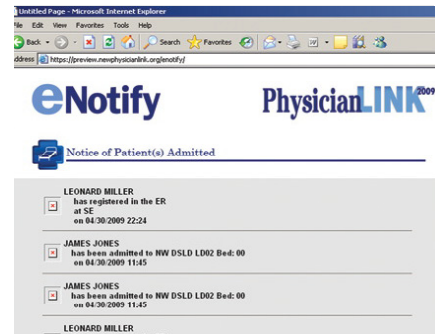 Untitled Page - Microsoft Internet Explorer
File Edit View Favorites Tools Help
Back Search Favorites
Address https://preview.newphysicianlink.org/enotify/
eNotify PhysicianLINK 2009
Notice of Patient(s) Admitted
LEONARD MILLER
has registered in the ER
at SE
on 04/30/2009 22:24
JAMES JONES
has been admitted to NW DSLD LD02 Bed: 00
on 04/30/2009 11:45
JAMES JONES
has been admitted to NW DSLD LD02 Bed: 00
on 04/30/2009 11:45
LEONARD MILLER